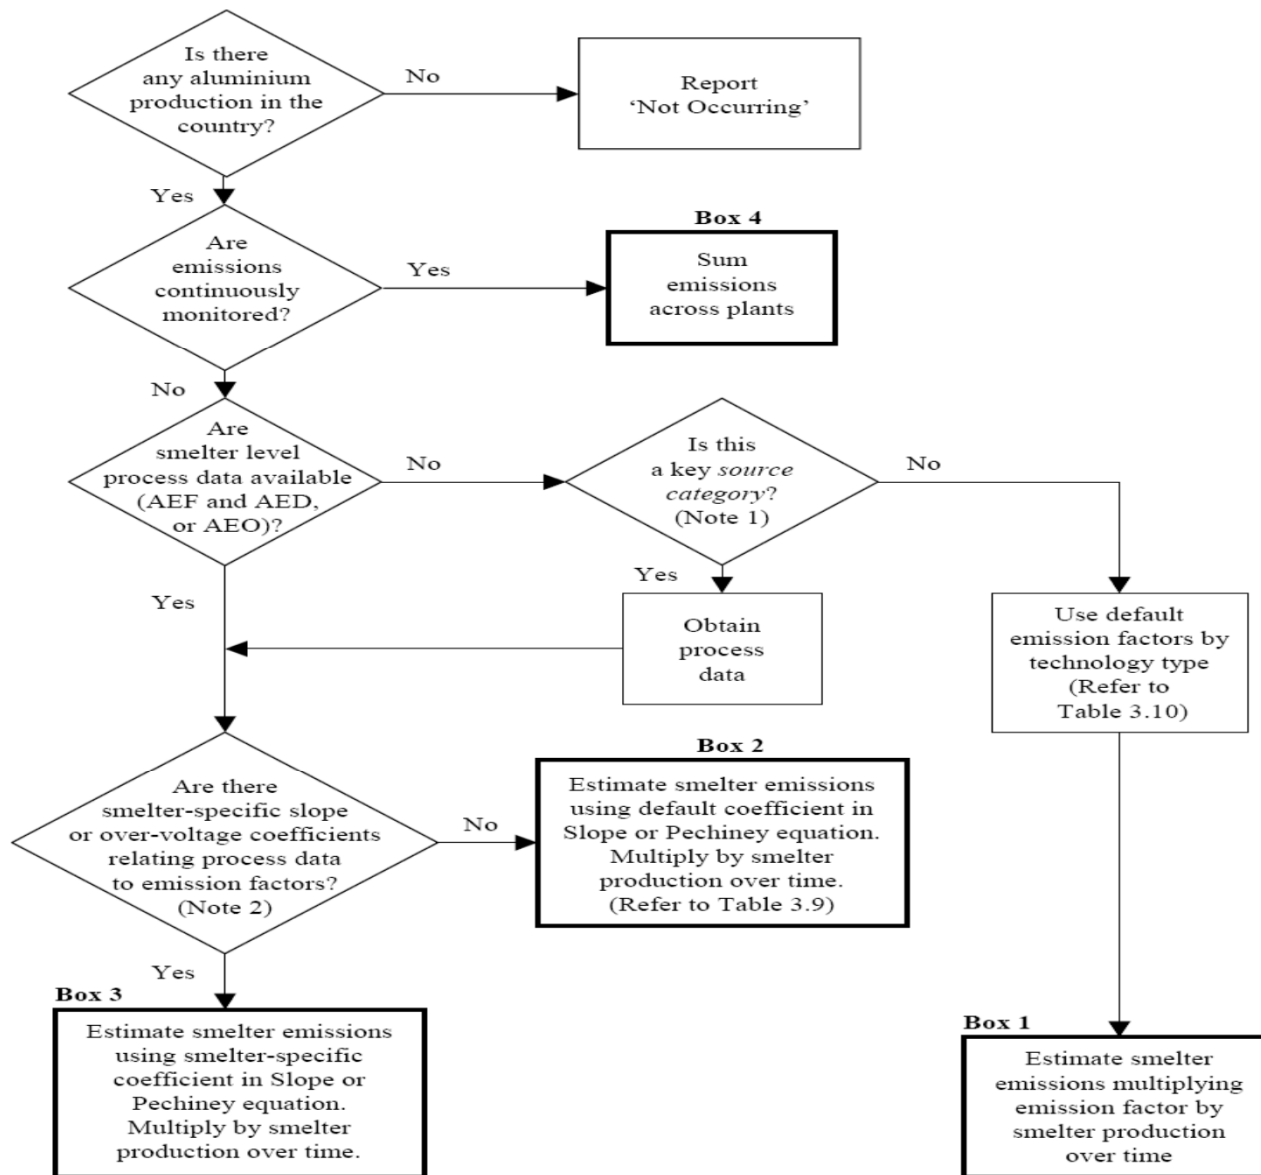 Is there
any aluminium
production in the
country?
No
Report
‘Not Occurring’
Yes
Are
emissions
continuously
monitored?
Yes
Box 4
Sum
emissions
across plants
No
Are
smelter level
process data available
(AEF and AED,
or AEO)?
No
Is this
a key source
category?
(Note 1)
No
Yes
Yes
Obtain
process
data
Use default
emission factors by
technology type
(Refer to
Table 3.10)
Are there
smelter-specific slope
or over-voltage coefficients
relating process data
to emission factors?
(Note 2)
No
Box 2
Estimate smelter emissions
using default coefficient in
Slope or Pechiney equation.
Multiply by smelter
production over time.
(Refer to Table 3.9)
Yes
Box 3
Estimate smelter emissions
using smelter-specific
coefficient in Slope or
Pechiney equation.
Multiply by smelter
production over time.
Box 1
Estimate smelter
emissions multiplying
emission factor by
smelter production
over time